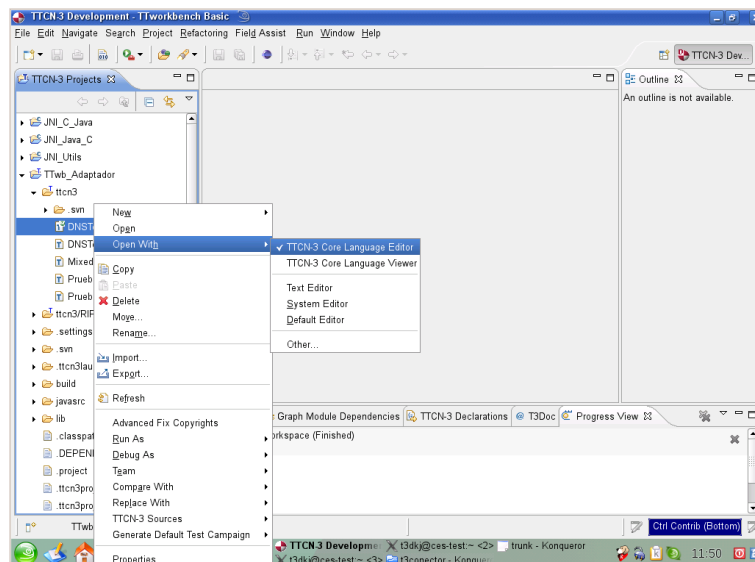 TTCN-3 Development - TTworkbench Basic
File Edit Navigate Search Project Refactoring Field Assist Run Window Help
TTCN-3 Dev...
TTCN-3 Projects
Outline
An outline is not available.
JNI_C_Java
JNI_Java_C
JNI_Utils
TTwb_Adaptador
ttcn3
.svn
DNST
DNST
Mixed
Prueb
Prueb
ttcn3/RIP
.settings
.svn
.ttcn3lau
build
javasrc
lib
.classpat
.DEPEN
.project
.ttcn3pro
.ttcn3pro
New
Open
Open With
Copy
Paste
Delete
Move...
Rename...
Import...
Export...
Refresh
Advanced Fix Copyrights
Run As
Debug As
Team
Compare With
Replace With
TTCN-3 Sources
Generate Default Test Campaign
Properties
TTCN-3 Core Language Editor
TTCN-3 Core Language Viewer
Text Editor
System Editor
Default Editor
Other...
Graph Module Dependencies TTCN-3 Declarations T3Doc Progress View
orkspace (Finished)
TTwb
Ctrl Contrib (Bottom)
TTCN-3 Developme t3dkj@ces-test:~ <2> trunk - Konqueror
t3dkj@ces-test:~ <3> t3conector - Konque
11:50